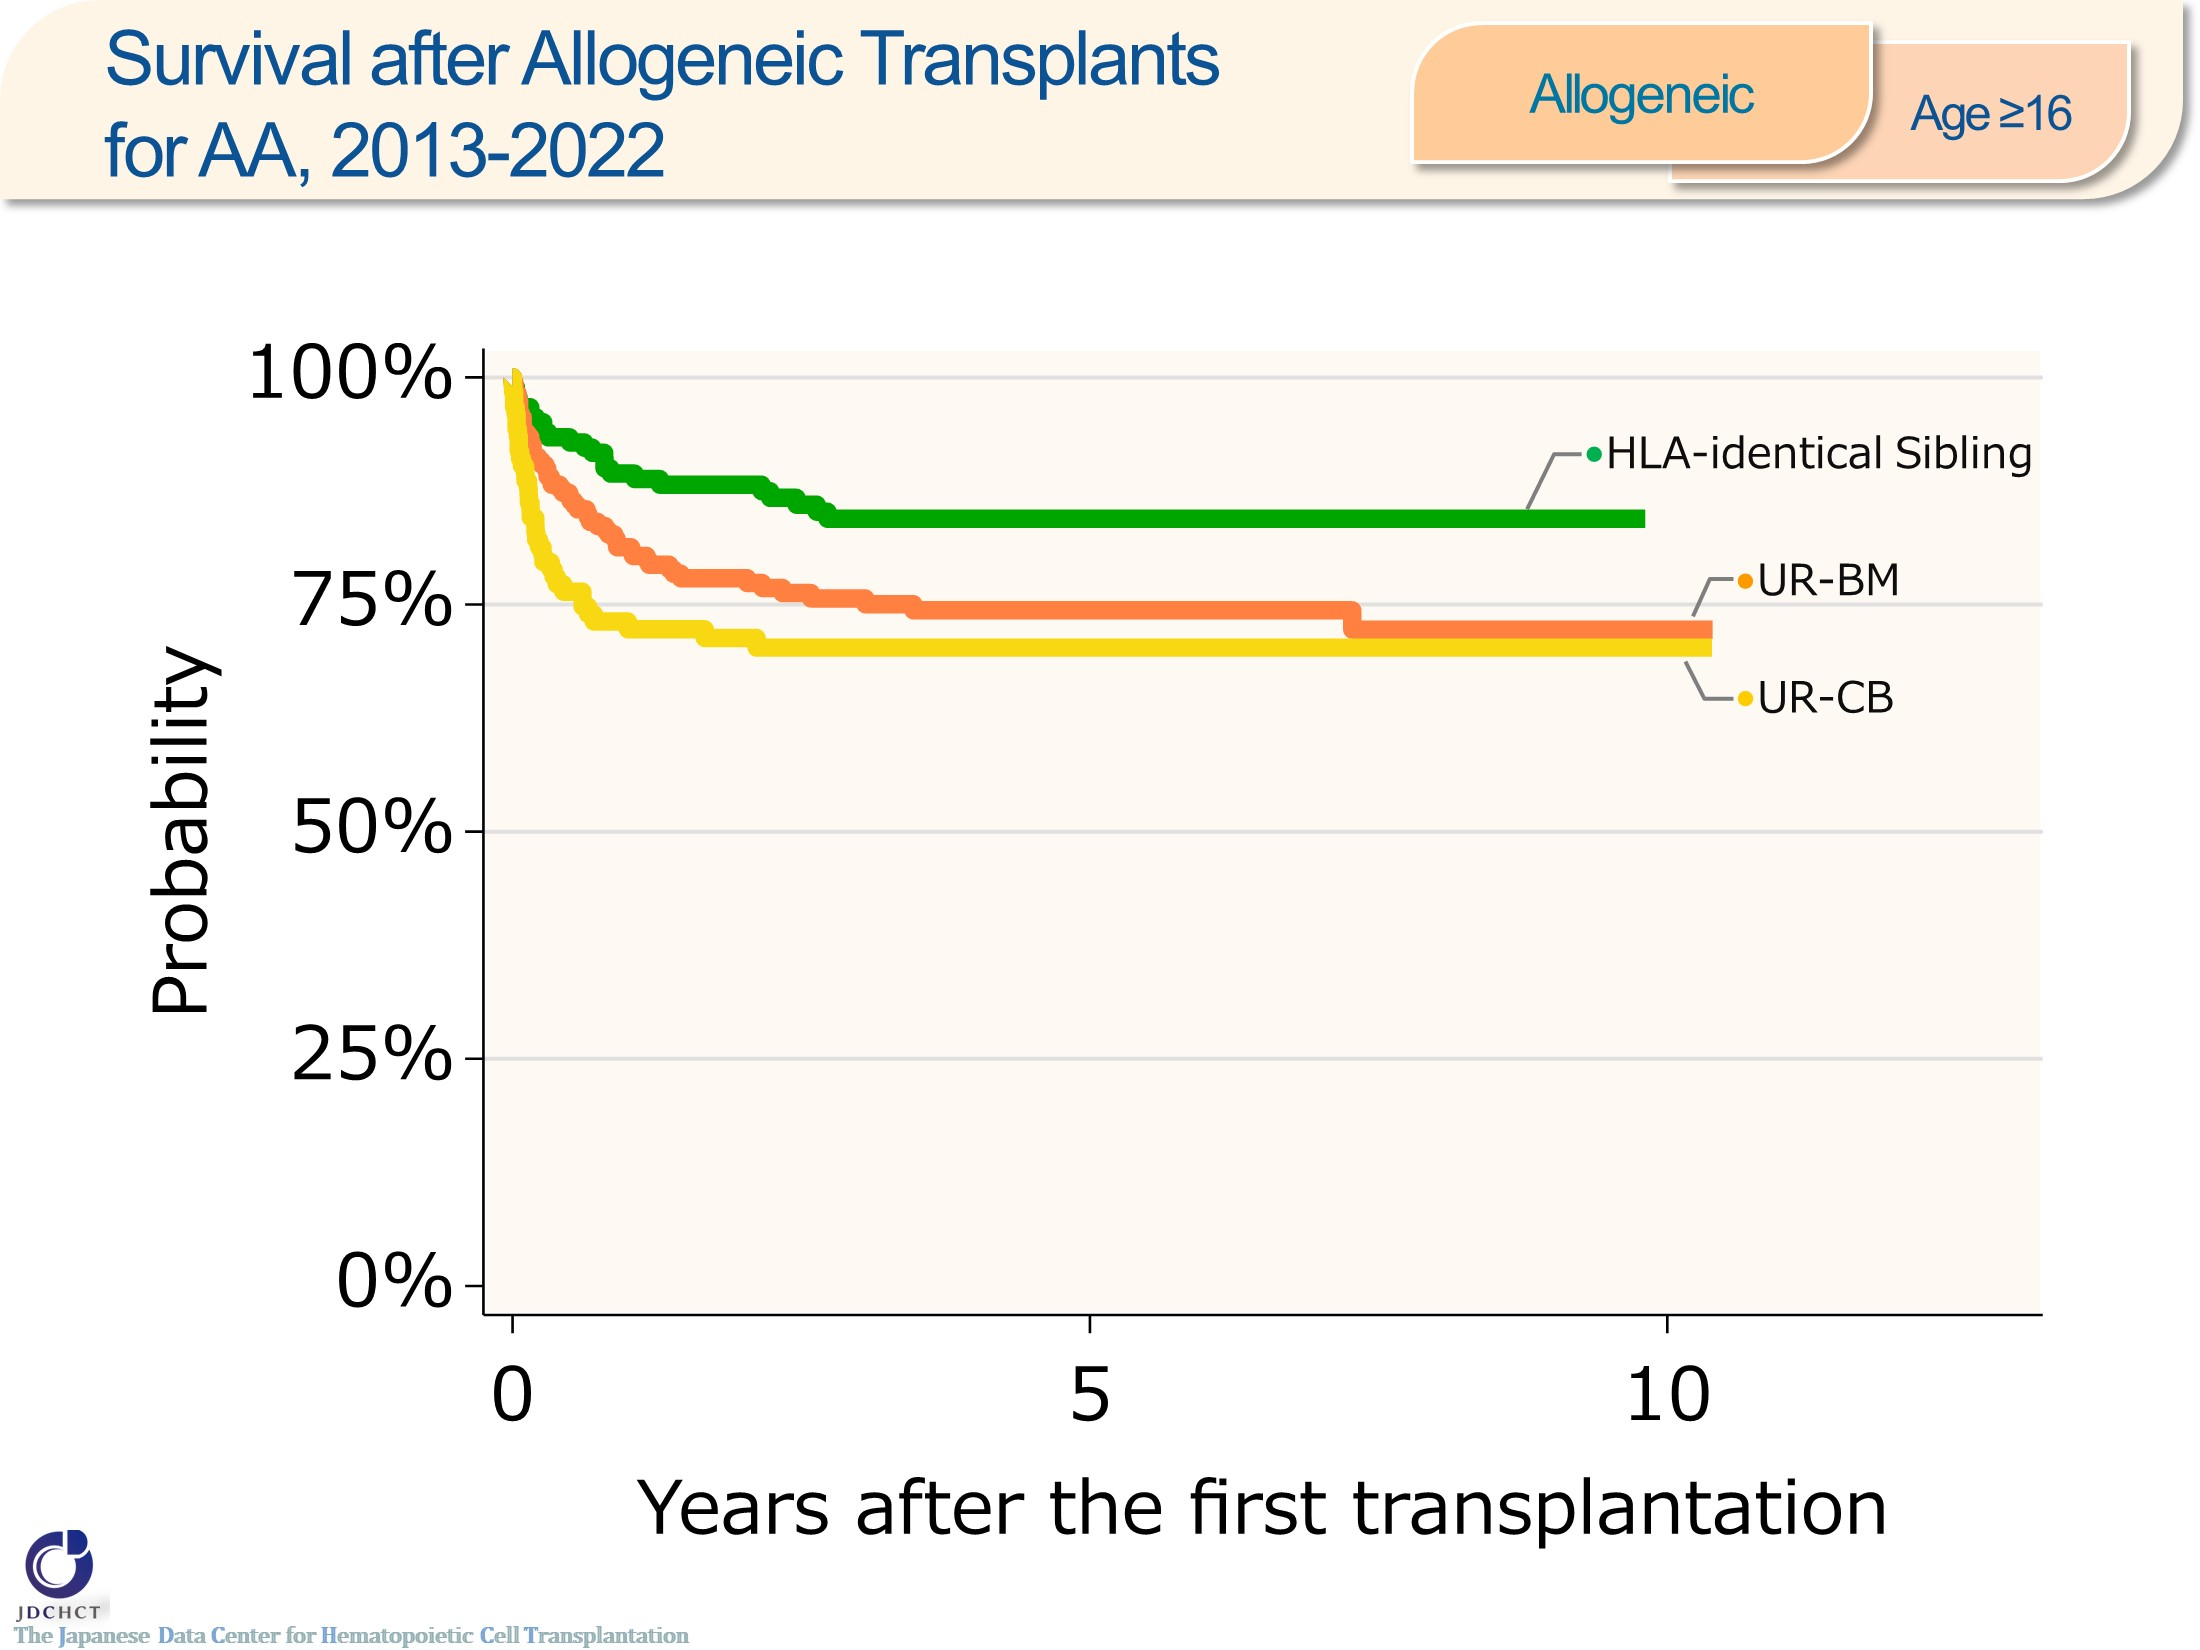 Survival after Allogeneic Transplants
for AA, 2013-2022
Allogeneic
Age ≥16
100%
75%
50%
25%
0%
Probability
HLA-identical Sibling
UR-BM
UR-CB
0
5
10
Years after the first transplantation
JDCHCT
The Japanese Data Center for Hematopoietic Cell Transplantation